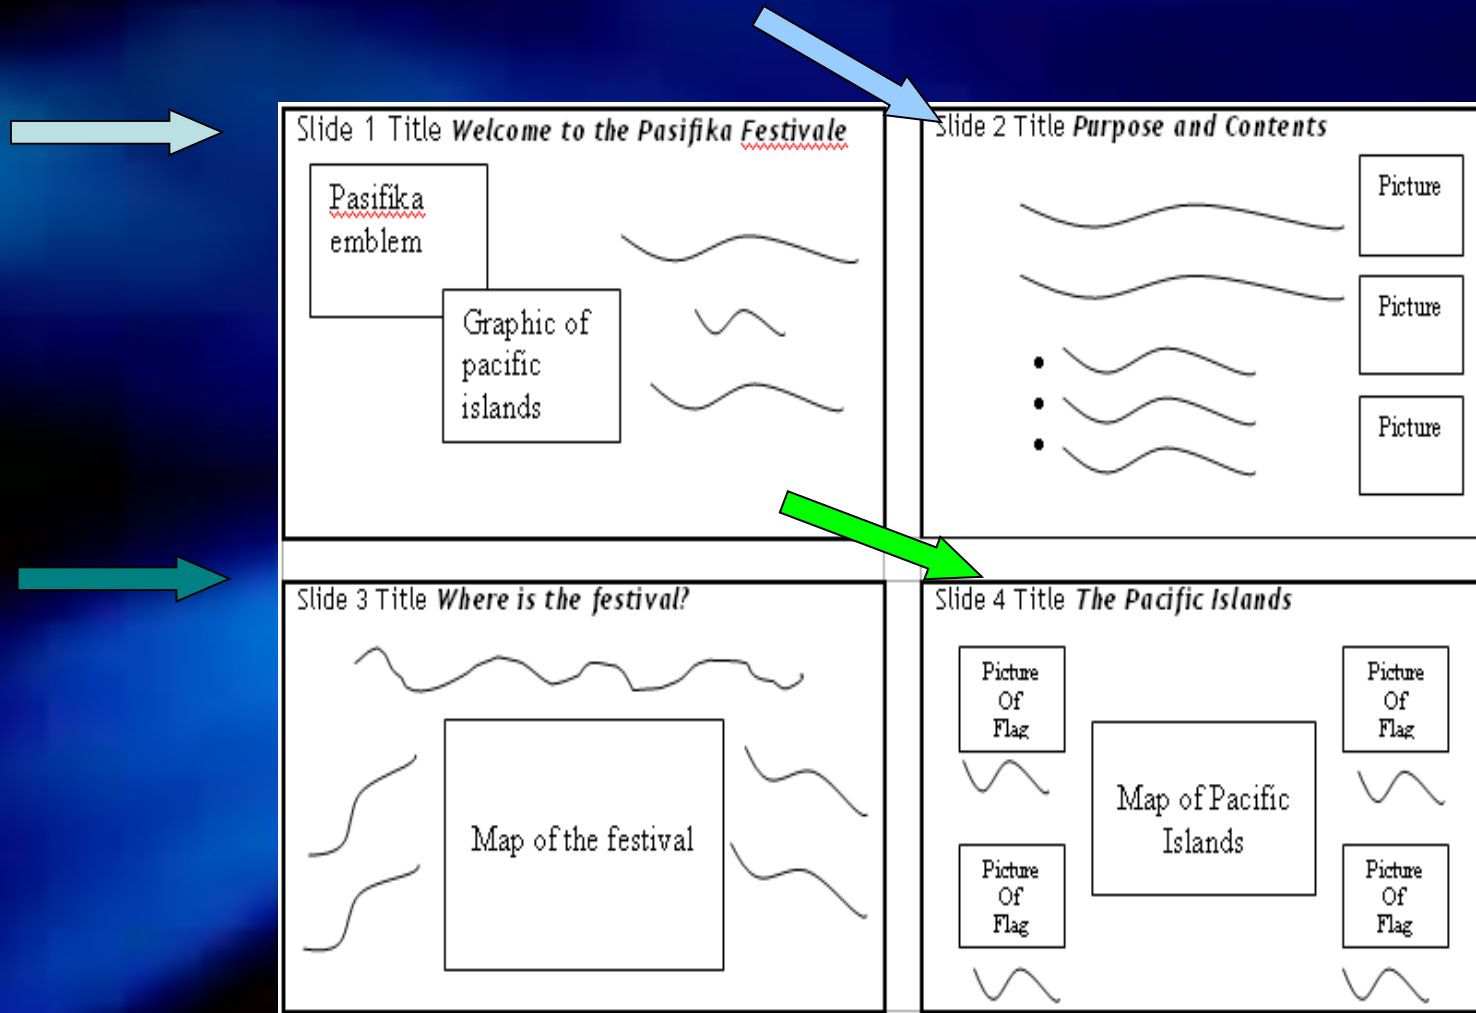 Slide 1 Title Welcome to the Pasifika Festivale
Pasifika
emblem
Graphic of
pacific
islands
Slide 2 Title Purpose and Contents
Picture
Picture
Picture
Slide 3 Title Where is the festival?
Map of the festival
Slide 4 Title The Pacific Islands
Picture
Of
Flag
Picture
Of
Flag
Map of Pacific
Islands
Picture
Of
Flag
Picture
Of
Flag